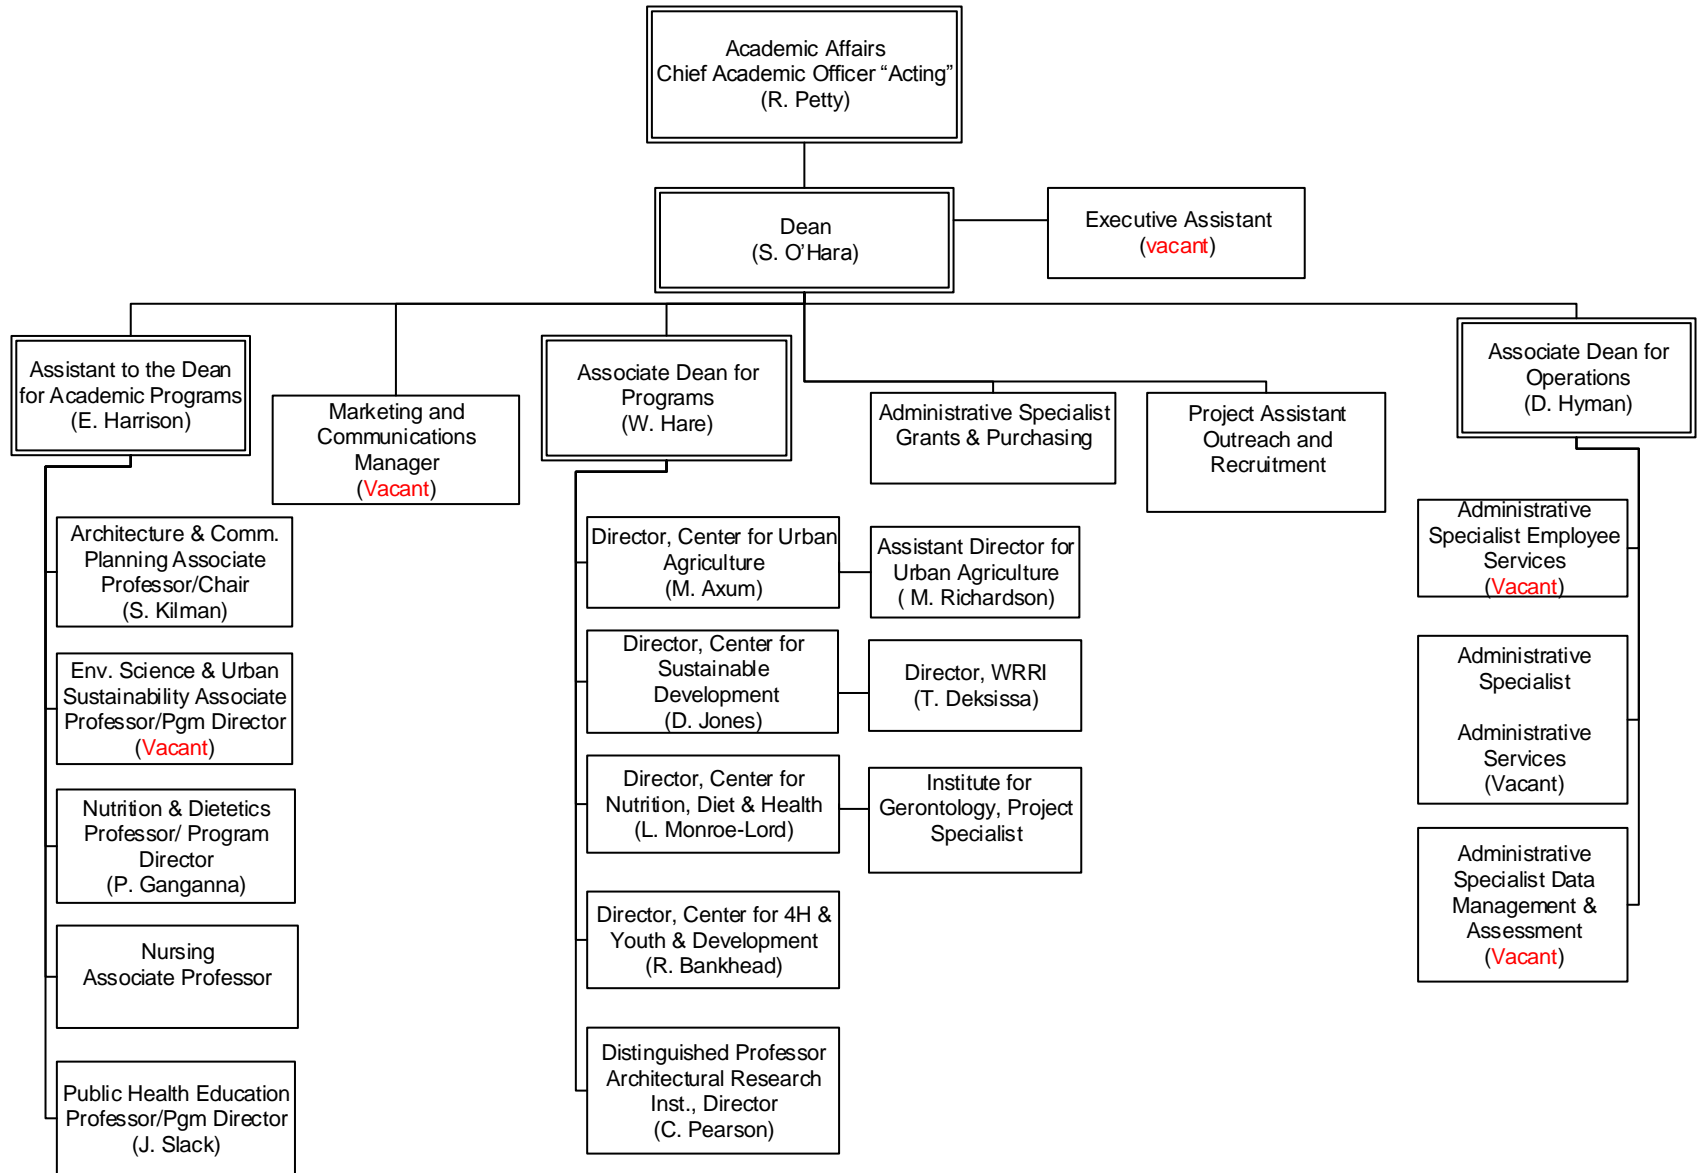 Academic Affairs
Chief Academic Officer “Acting”
(R. Petty)
Dean
(S. O’Hara)
Executive Assistant
(vacant)
Assistant to the Dean
for Academic Programs
(E. Harrison)
Marketing and
Communications
Manager
(Vacant)
Associate Dean for
Programs
(W. Hare)
Administrative Specialist
Grants & Purchasing
Project Assistant
Outreach and
Recruitment
Associate Dean for
Operations
(D. Hyman)
Architecture & Comm.
Planning Associate
Professor/Chair
(S. Kilman)
Env. Science & Urban
Sustainability Associate
Professor/Pgm Director
(Vacant)
Nutrition & Dietetics
Professor/ Program
Director
(P. Ganganna)
Nursing
Associate Professor
Public Health Education
Professor/Pgm Director
(J. Slack)
Director, Center for Urban
Agriculture
(M. Axum)
Assistant Director for
Urban Agriculture
( M. Richardson)
Director, Center for
Sustainable
Development
(D. Jones)
Director, WRRI
(T. Deksissa)
Director, Center for
Nutrition, Diet & Health
(L. Monroe-Lord)
Institute for
Gerontology, Project
Specialist
Director, Center for 4H &
Youth & Development
(R. Bankhead)
Distinguished Professor
Architectural Research
Inst., Director
(C. Pearson)
Administrative
Specialist Employee
Services
(Vacant)
Administrative
Specialist
Administrative
Services
(Vacant)
Administrative
Specialist Data
Management &
Assessment
(Vacant)